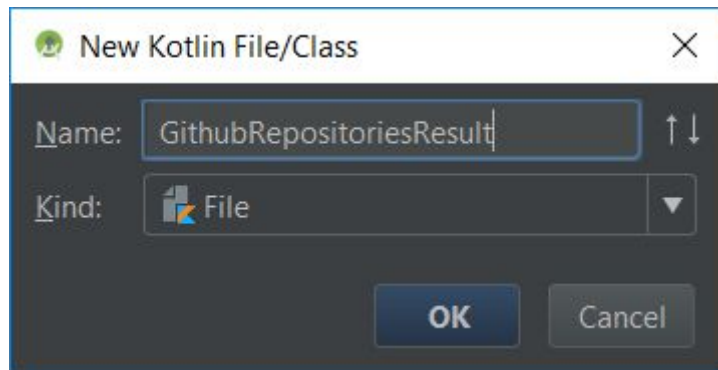 New Kotlin File/Class
Name: GithubRepositoriesResult
Kind: File
OK Cancel